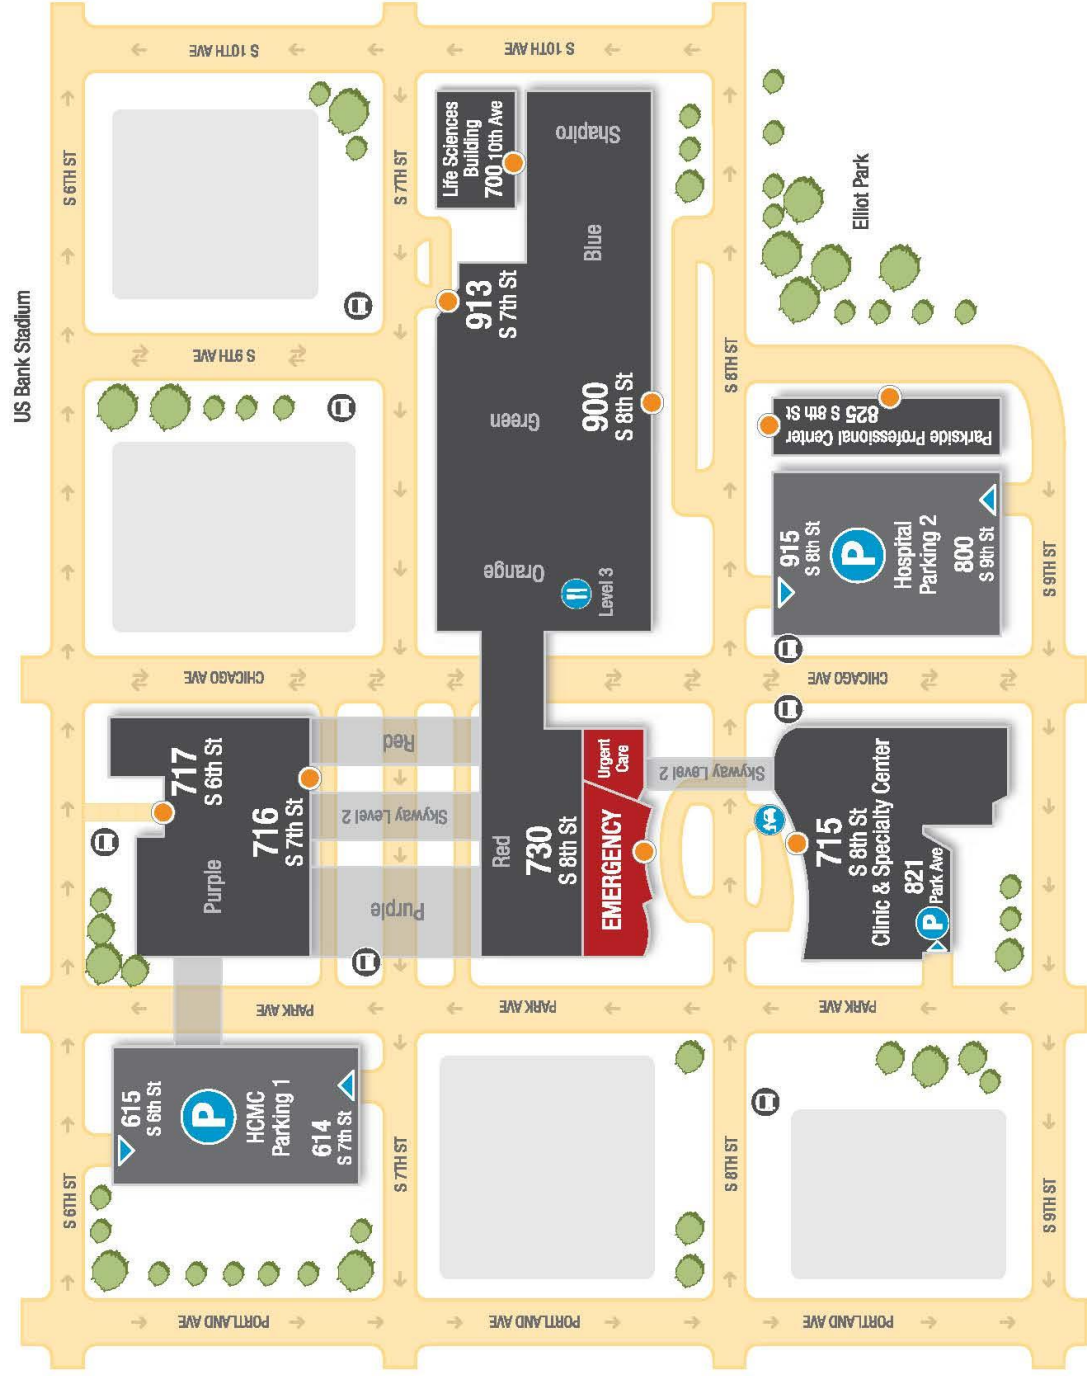 US Bank Stadium
S 6TH ST
S 6TH ST
S 7TH ST
S 7TH ST
S 8TH ST
S 8TH ST
S 9TH ST
S 9TH ST
PORTLAND AVE
PORTLAND AVE
PORTLAND AVE
PARK AVE
PARK AVE
PARK AVE
CHICAGO AVE
CHICAGO AVE
S 9TH AVE
S 10TH AVE
S 10TH AVE
615
S 6th St
P
HCMC
Parking 1
614
S 7th St
717
S 6th St
Purple
716
S 7th St
Purple
Skyway Level 2
Red
Red
730
S 8th St
EMERGENCY
Urgent
Care
Skyway Level 2
715
S 8th St
Clinic & Specialty Center
821
Park Ave
P
Orange
Level 3
Green
900
S 8th St
913
S 7th St
Blue
Shapiro
Life Sciences
Building
700 10th Ave
915
S 8th St
P
Hospital
Parking 2
800
S 9th St
Parkside Professional Center
825 S 8th St
Elliot Park